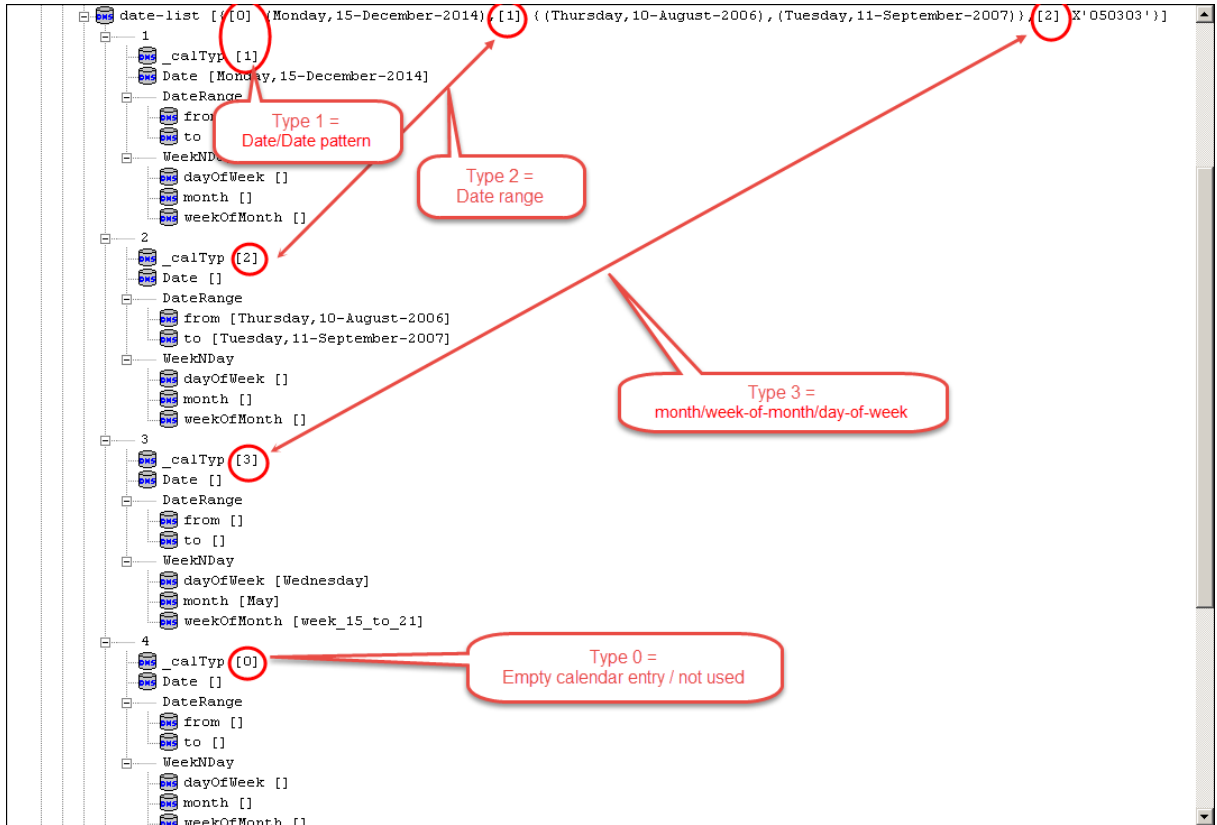 date-list [{[0] (Monday,15-December-2014),[1] {(Thursday,10-August-2006),(Tuesday,11-September-2007)},[2] X'050303'}]
1
_calTyp [1]
Date [Monday,15-December-2014]
DateRange
from
to
Type 1 =
Date/Date pattern
WeekND
dayOfWeek []
month []
weekOfMonth []
Type 2 =
Date range
2
_calTyp [2]
Date []
DateRange
from [Thursday,10-August-2006]
to [Tuesday,11-September-2007]
WeekNDay
dayOfWeek []
month []
weekOfMonth []
Type 3 =
month/week-of-month/day-of-week
3
_calTyp [3]
Date []
DateRange
from []
to []
WeekNDay
dayOfWeek [Wednesday]
month [May]
weekOfMonth [week_15_to_21]
4
_calTyp [0]
Type 0 =
Empty calendar entry / not used
Date []
DateRange
from []
to []
WeekNDay
dayOfWeek []
month []
weekOfMonth []